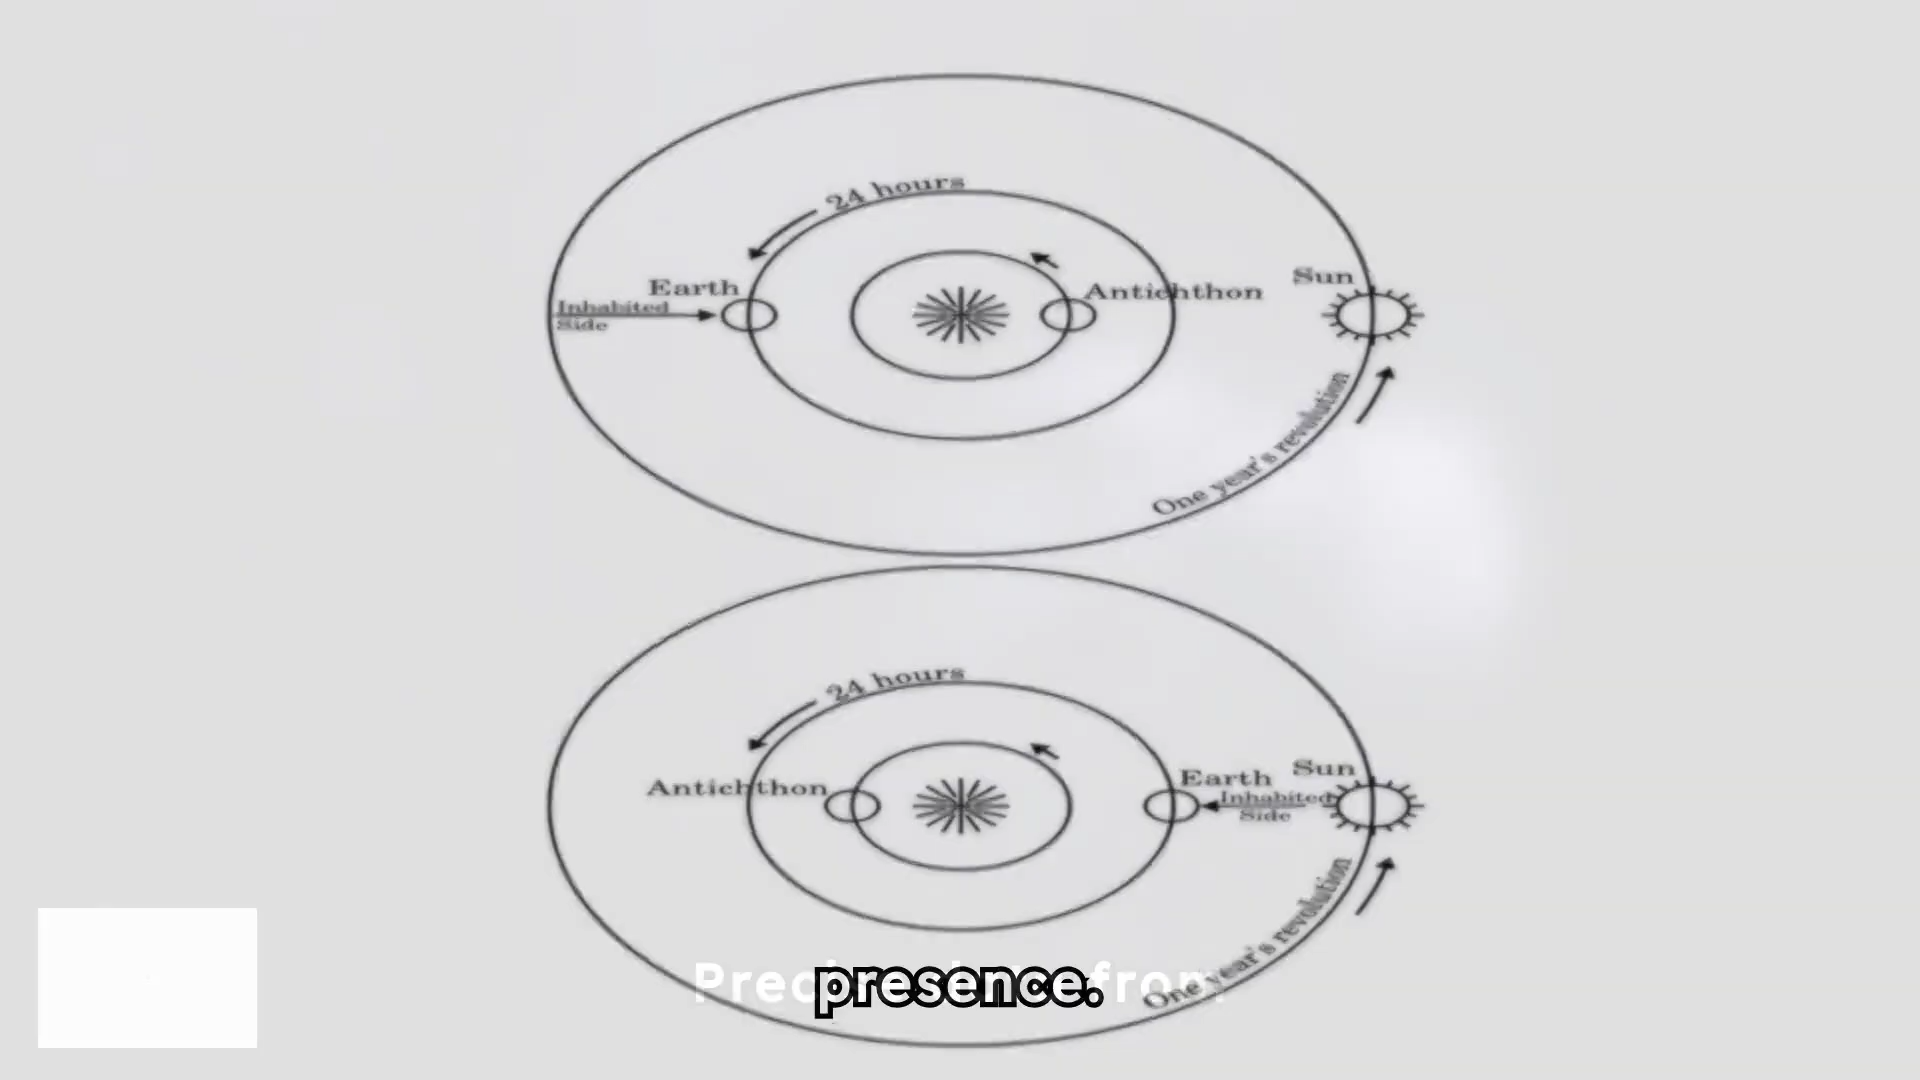 24 hours
Earth
Antichthon
Sun
Inhabited
Side
One year's revolution
24 hours
Antichthon
Earth
Sun
Inhabited
Side
One year's revolution
presence.
from